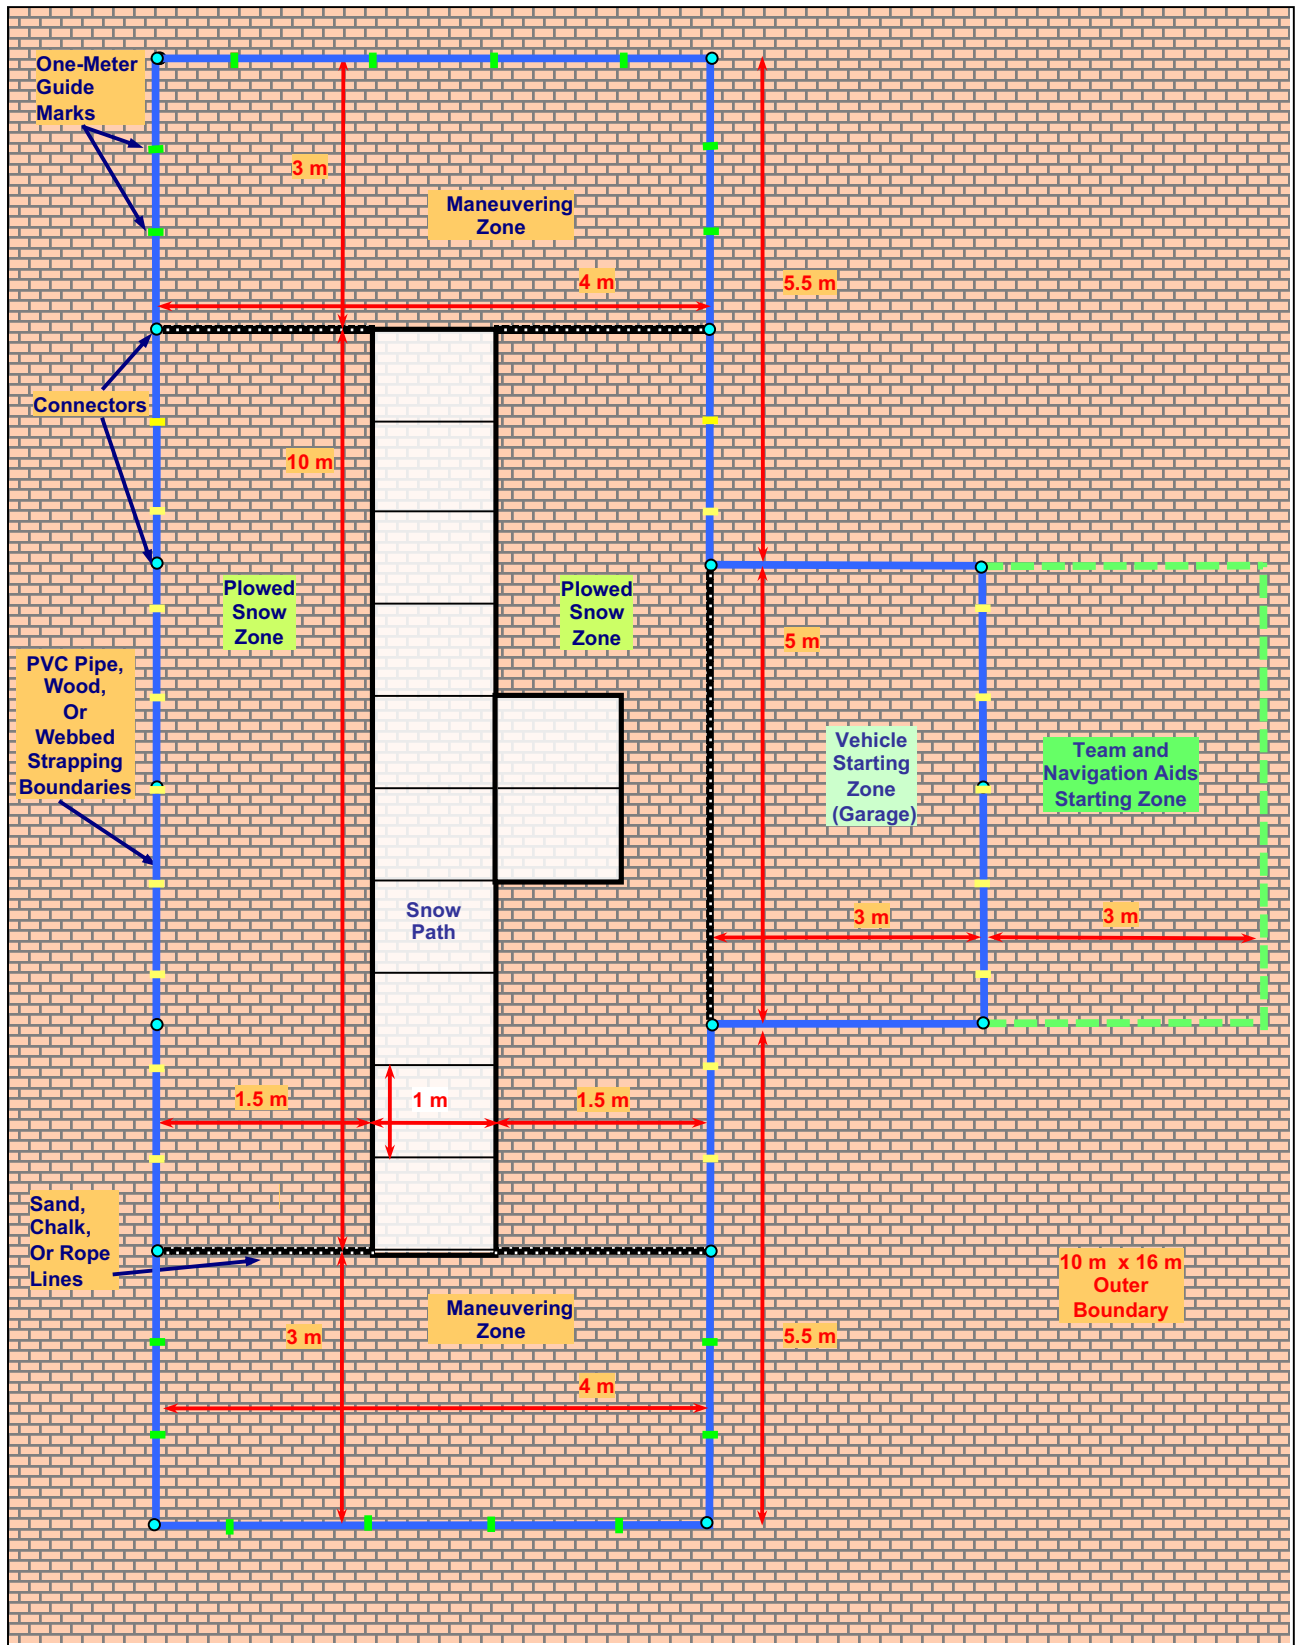 One-Meter
Guide
Marks
3 m
Maneuvering
Zone
4 m
5.5 m
Connectors
10 m
Plowed
Snow
Zone
Plowed
Snow
Zone
5 m
PVC Pipe,
Wood,
Or
Webbed
Strapping
Boundaries
Vehicle
Starting
Zone
(Garage)
Team and
Navigation Aids
Starting Zone
Snow
Path
3 m
3 m
1.5 m
1 m
1.5 m
Sand,
Chalk,
Or Rope
Lines
10 m x 16 m
Outer
Boundary
Maneuvering
Zone
3 m
5.5 m
4 m